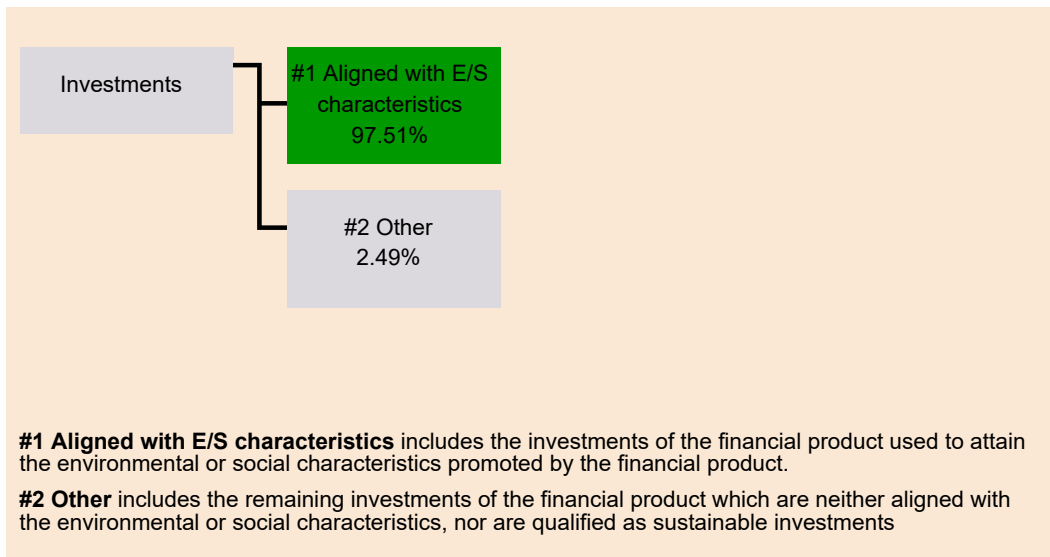 Investments
#1 Aligned with E/S
characteristics
97.51%
#2 Other
2.49%
#1 Aligned with E/S characteristics includes the investments of the financial product used to attain
the environmental or social characteristics promoted by the financial product.
#2 Other includes the remaining investments of the financial product which are neither aligned with
the environmental or social characteristics, nor are qualified as sustainable investments